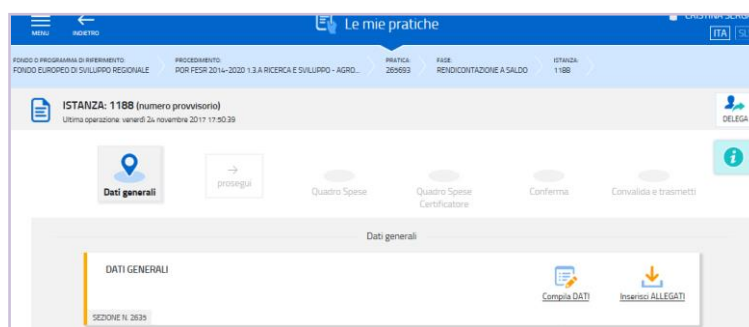 Le mie pratiche
MENU
INDIETRO
ITA
FONDO O PROGRAMMA DI RIFERIMENTO:
FONDO EUROPEO DI SVILUPPO REGIONALE
PROCEDIMENTO:
POR FESR 2014-2020 1.3.A RICERCA E SVILUPPO - AGRO...
PRATICA:
265693
FASE:
RENDICONTAZIONE A SALDO
ISTANZA:
1188
ISTANZA: 1188 (numero provvisorio)
Ultima operazione: venerdì 24 novembre 2017 17:50:39
DELEGA
Dati generali
prosegui
Quadro Spese
Quadro Spese
Certificatore
Conferma
Convalida e trasmetti
Dati generali
DATI GENERALI
Compila DATI
Inserisci ALLEGATI
SEZIONE N. 2635